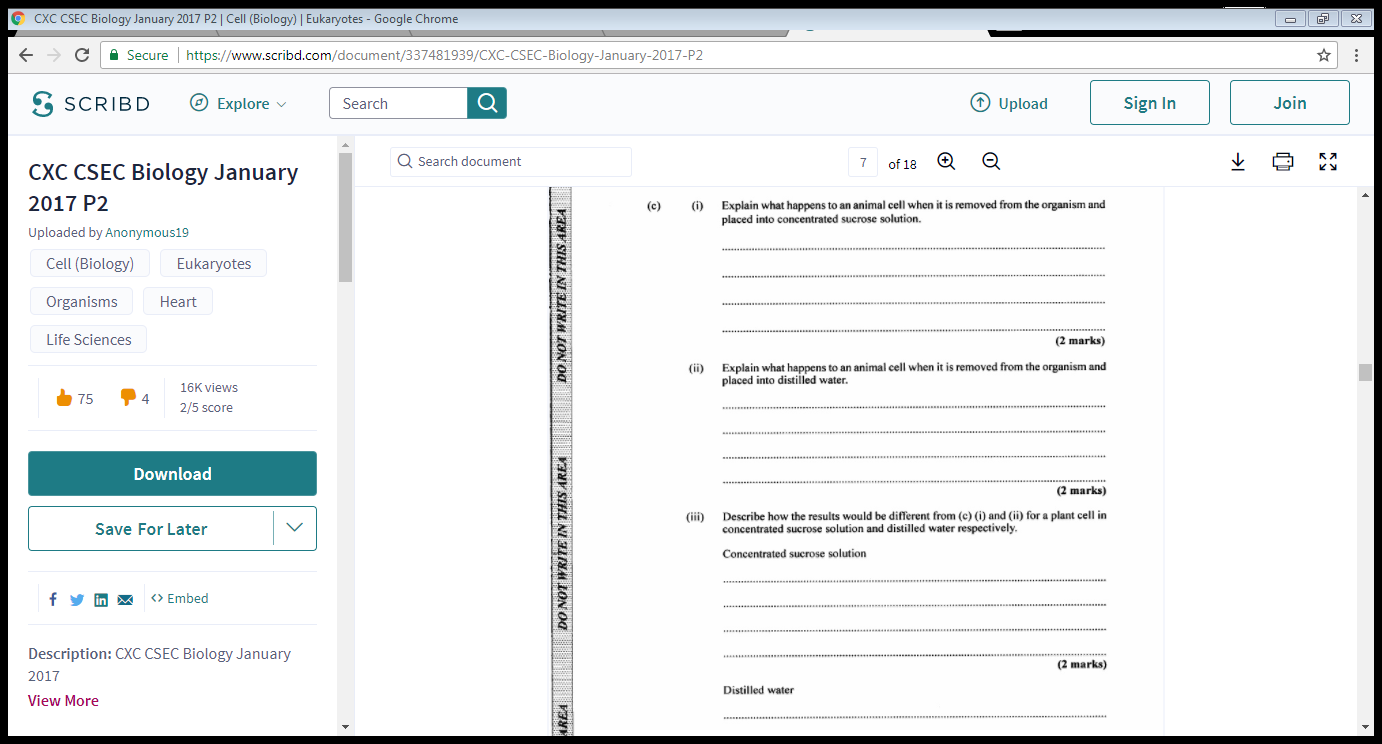 CXC CSEC Biology January 2017 P2 | Cell (Biology) | Eukaryotes - Google Chrome
Secure | https://www.scribd.com/document/337481939/CXC-CSEC-Biology-January-2017-P2
SCRIBD
Explore
Search
Upload
Sign In
Join
CXC CSEC Biology January
2017 P2
Uploaded by Anonymous19
Cell (Biology)
Eukaryotes
Organisms
Heart
Life Sciences
75
4
16K views
2/5 score
Download
Save For Later
<> Embed
Description: CXC CSEC Biology January
2017
View More
Search document
7 of 18
DO NOT WRITE IN THIS AREA
DO NOT WRITE IN THIS AREA
AREA
(c) (i) Explain what happens to an animal cell when it is removed from the organism and
placed into concentrated sucrose solution.
(2 marks)
(ii) Explain what happens to an animal cell when it is removed from the organism and
placed into distilled water.
(2 marks)
(iii) Describe how the results would be different from (c) (i) and (ii) for a plant cell in
concentrated sucrose solution and distilled water respectively.
Concentrated sucrose solution
(2 marks)
Distilled water